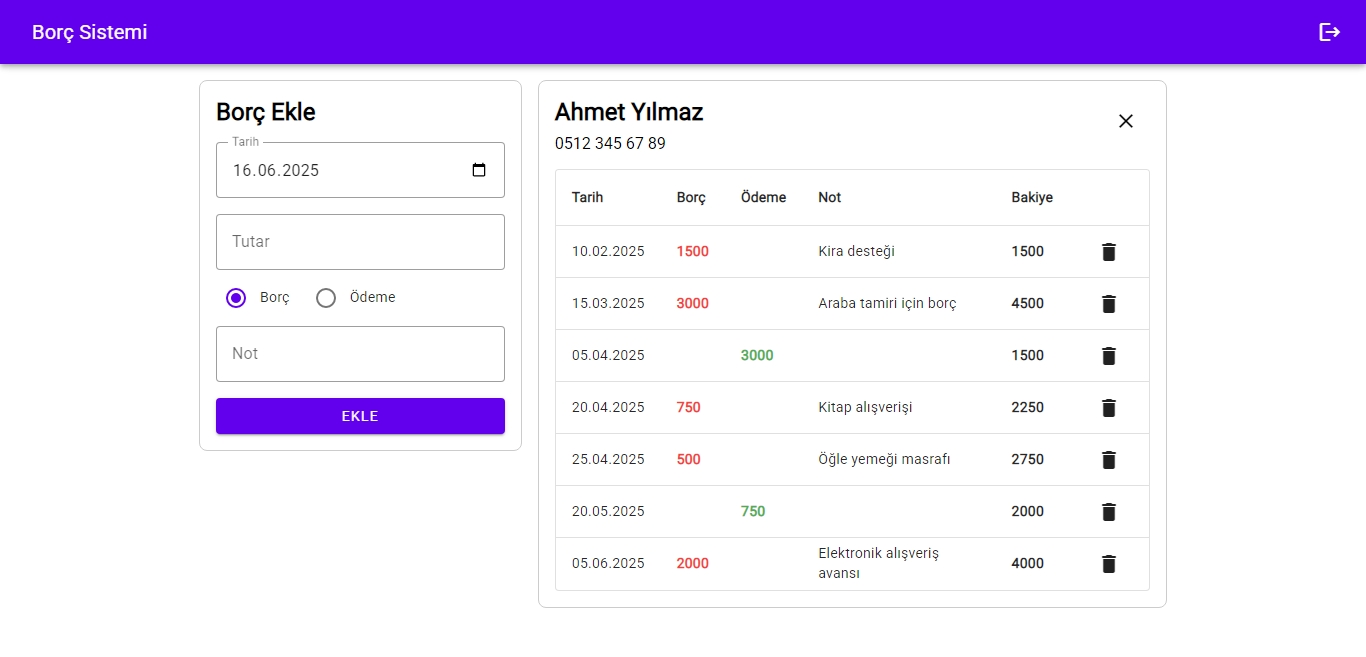 Borç Sistemi
Borç Ekle
Tarih
16.06.2025
Tutar
Borç Ödeme
Not
EKLE
Ahmet Yılmaz
0512 345 67 89
Tarih Borç Ödeme Not Bakiye
10.02.2025 1500 Kira desteği 1500
15.03.2025 3000 Araba tamiri için borç 4500
05.04.2025 3000 1500
20.04.2025 750 Kitap alışverişi 2250
25.04.2025 500 Öğle yemeği masrafı 2750
20.05.2025 750 2000
05.06.2025 2000 Elektronik alışveriş 4000
avansı